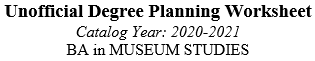 Unofficial Degree Planning Worksheet
Catalog Year: 2020-2021
BA in MUSEUM STUDIES